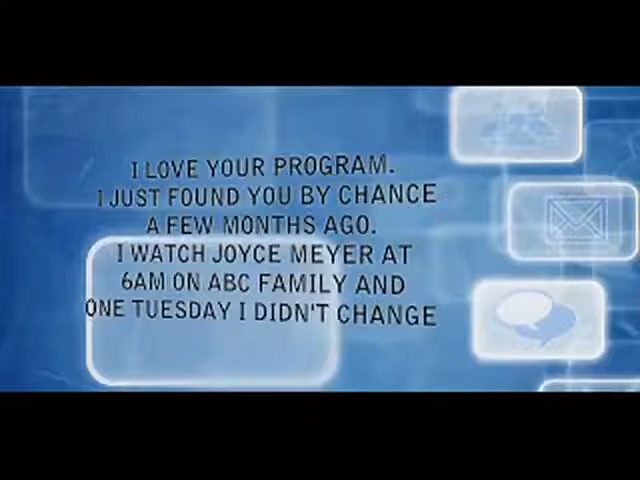 I LOVE YOUR PROGRAM.
I JUST FOUND YOU BY CHANCE
A FEW MONTHS AGO.
I WATCH JOYCE MEYER AT
6AM ON ABC FAMILY AND
ONE TUESDAY I DIDN'T CHANGE